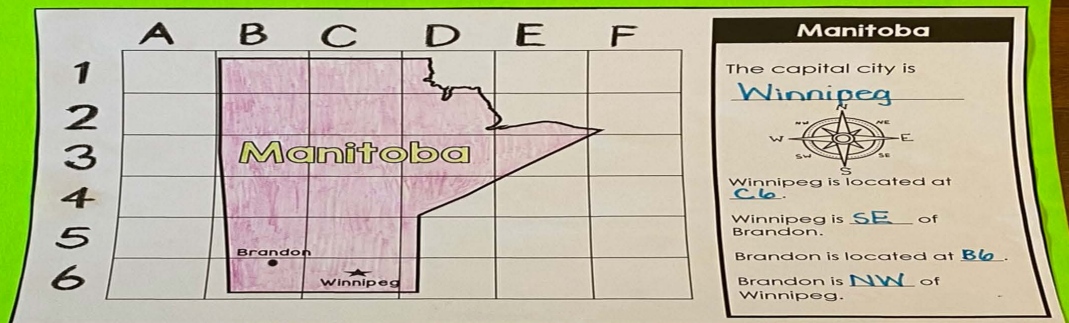 A B C D E F
1
2
3
4
5
6
Manitoba
Brandon
Winnipeg
Manitoba
The capital city is
Winnipeg
N
NW NE
W E
SW SE
S
Winnipeg is located at
C6.
Winnipeg is SE of
Brandon.
Brandon is located at B6.
Brandon is NW of
Winnipeg.